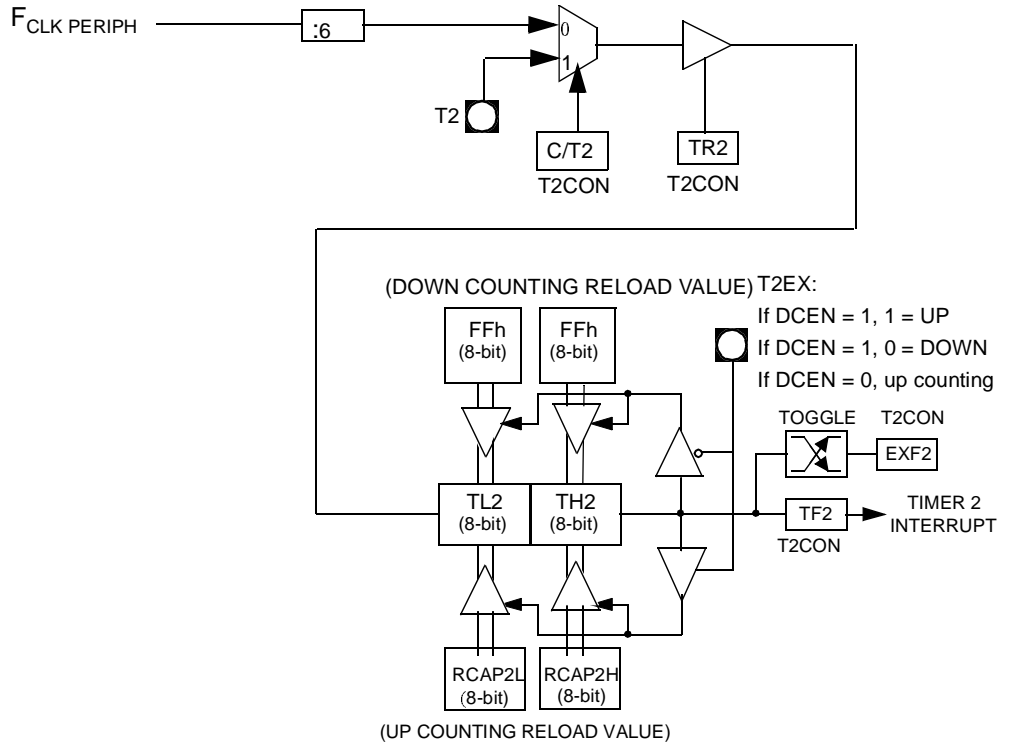 FCLK PERIPH
:6
0
1
T2
C/T2
TR2
T2CON
T2CON
(DOWN COUNTING RELOAD VALUE)
T2EX:
If DCEN = 1, 1 = UP
If DCEN = 1, 0 = DOWN
If DCEN = 0, up counting
FFh
(8-bit)
FFh
(8-bit)
TOGGLE
T2CON
EXF2
TL2
(8-bit)
TH2
(8-bit)
TF2
T2CON
TIMER 2
INTERRUPT
RCAP2L
(8-bit)
RCAP2H
(8-bit)
(UP COUNTING RELOAD VALUE)